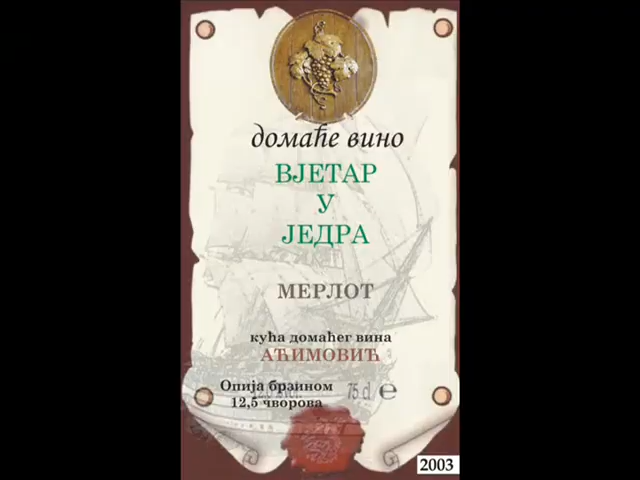 домаће вино
ВЈЕТАР
У
ЈЕДРА
МЕРЛОТ
кућа домаћег вина
АЋИМОВИЋ
Опија брзином
12,5 чворова
75 cl e
2003